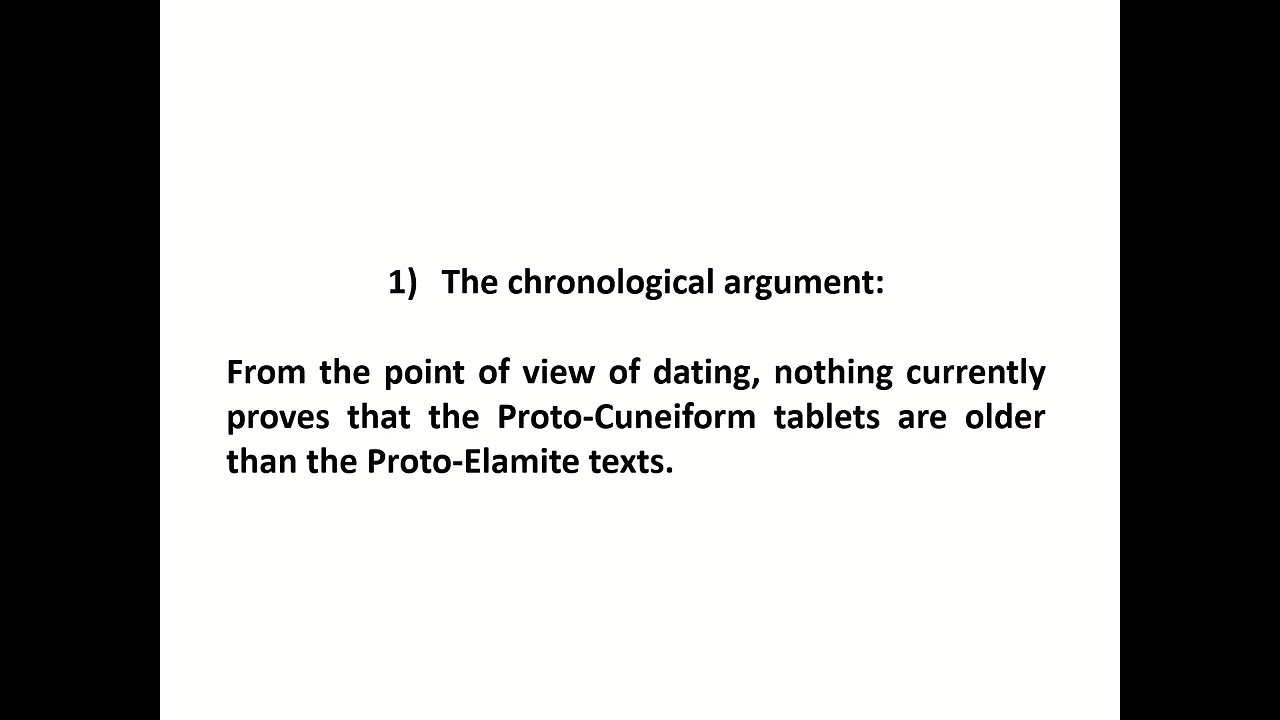 1) The chronological argument:
From the point of view of dating, nothing currently
proves that the Proto-Cuneiform tablets are older
than the Proto-Elamite texts.